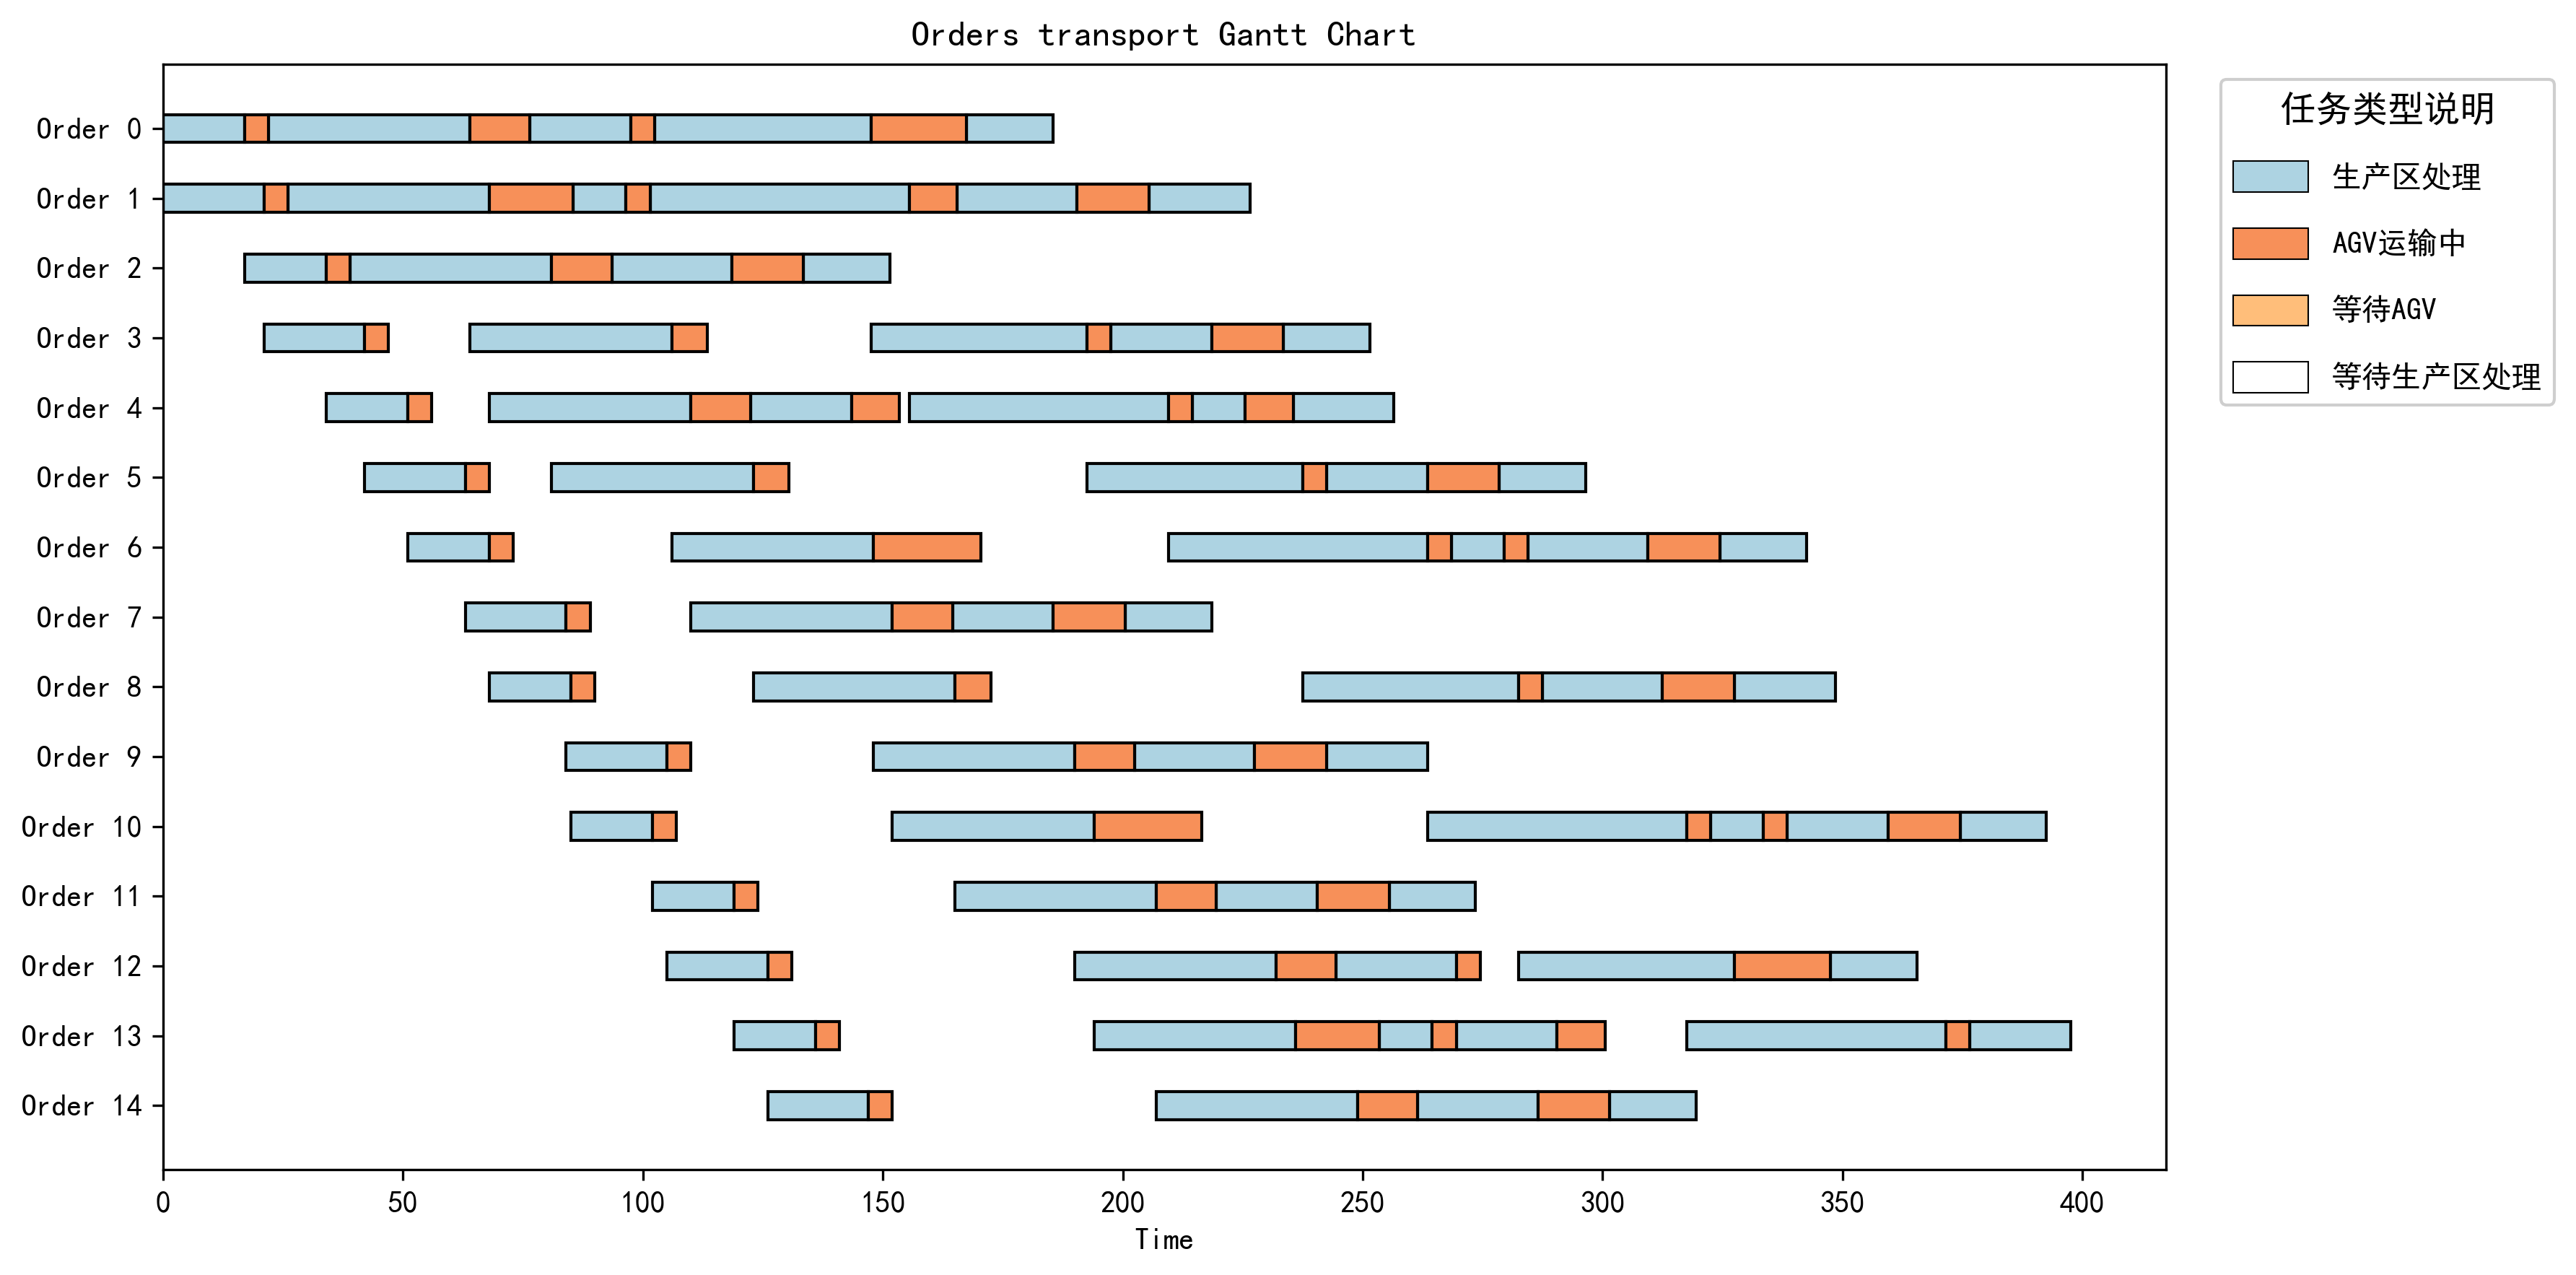 Orders transport Gantt Chart
Order 0
Order 1
Order 2
Order 3
Order 4
Order 5
Order 6
Order 7
Order 8
Order 9
Order 10
Order 11
Order 12
Order 13
Order 14
0 50 100 150 200 250 300 350 400
Time
任务类型说明
生产区处理
AGV运输中
等待AGV
等待生产区处理